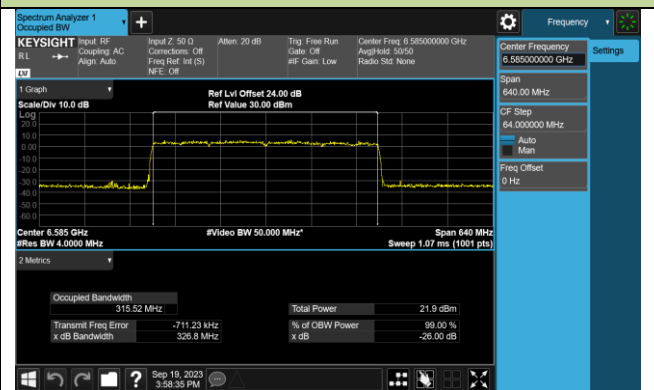 Spectrum Analyzer 1
Occupied BW
Frequency
KEYSIGHT
RL
LXI
Input: RF
Coupling: AC
Align: Auto
Input Z: 50 Ω
Corrections: Off
Freq Ref: Int (S)
NFE: Off
Atten: 20 dB
Trig: Free Run
Gate: Off
#IF Gain: Low
Center Freq: 6.585000000 GHz
Avg|Hold: 50/50
Radio Std: None
Center Frequency
6.585000000 GHz
Settings
Span
640.00 MHz
CF Step
64.000000 MHz
Auto
Man
Freq Offset
0 Hz
1 Graph
Scale/Div 10.0 dB
Ref Lvl Offset 24.00 dB
Ref Value 30.00 dBm
Log
20.0
10.0
0.00
-10.0
-20.0
-30.0
-40.0
-50.0
-60.0
Center 6.585 GHz
#Res BW 4.0000 MHz
#Video BW 50.000 MHz*
Span 640 MHz
Sweep 1.07 ms (1001 pts)
2 Metrics
Occupied Bandwidth
315.52 MHz
Total Power 21.9 dBm
Transmit Freq Error -711.23 kHz
% of OBW Power 99.00 %
x dB Bandwidth 326.8 MHz
x dB -26.00 dB
?
Sep 19, 2023
3:58:35 PM